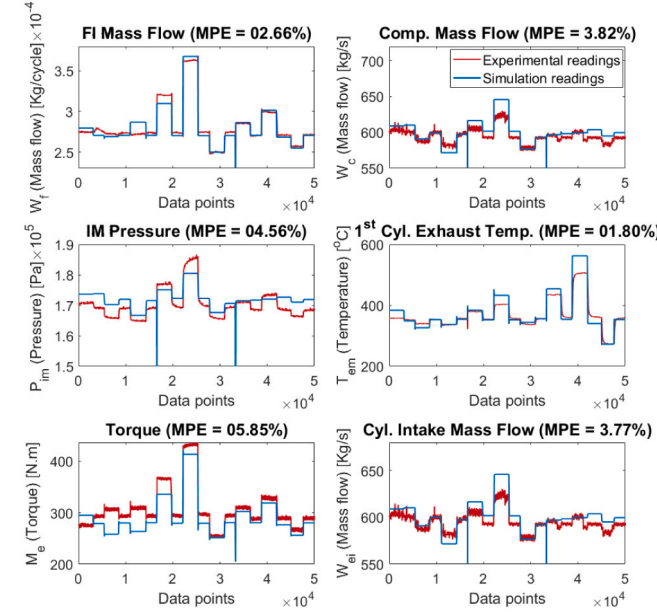 FI Mass Flow (MPE = 02.66%)
W_f (Mass flow) [Kg/cycle]×10^-4
3.5
3
2.5
0 1 2 3 4 5
Data points
×10^4
Comp. Mass Flow (MPE = 3.82%)
W_c (Mass flow) [kg/s]
Experimental readings
Simulation readings
700
650
600
550
0 1 2 3 4 5
Data points
×10^4
IM Pressure (MPE = 04.56%)
P_im (Pressure) [Pa]×10^5
1.9
1.8
1.7
1.6
1.5
0 1 2 3 4 5
Data points
×10^4
1^st Cyl. Exhaust Temp. (MPE = 01.80%)
T_em (Temperature) [°C]
600
400
200
0 1 2 3 4 5
Data points
×10^4
Torque (MPE = 05.85%)
M_e (Torque) [N.m]
400
300
200
0 1 2 3 4 5
Data points
×10^4
Cyl. Intake Mass Flow (MPE = 3.77%)
W_ei (Mass flow) [Kg/s]
650
600
550
0 1 2 3 4 5
Data points
×10^4